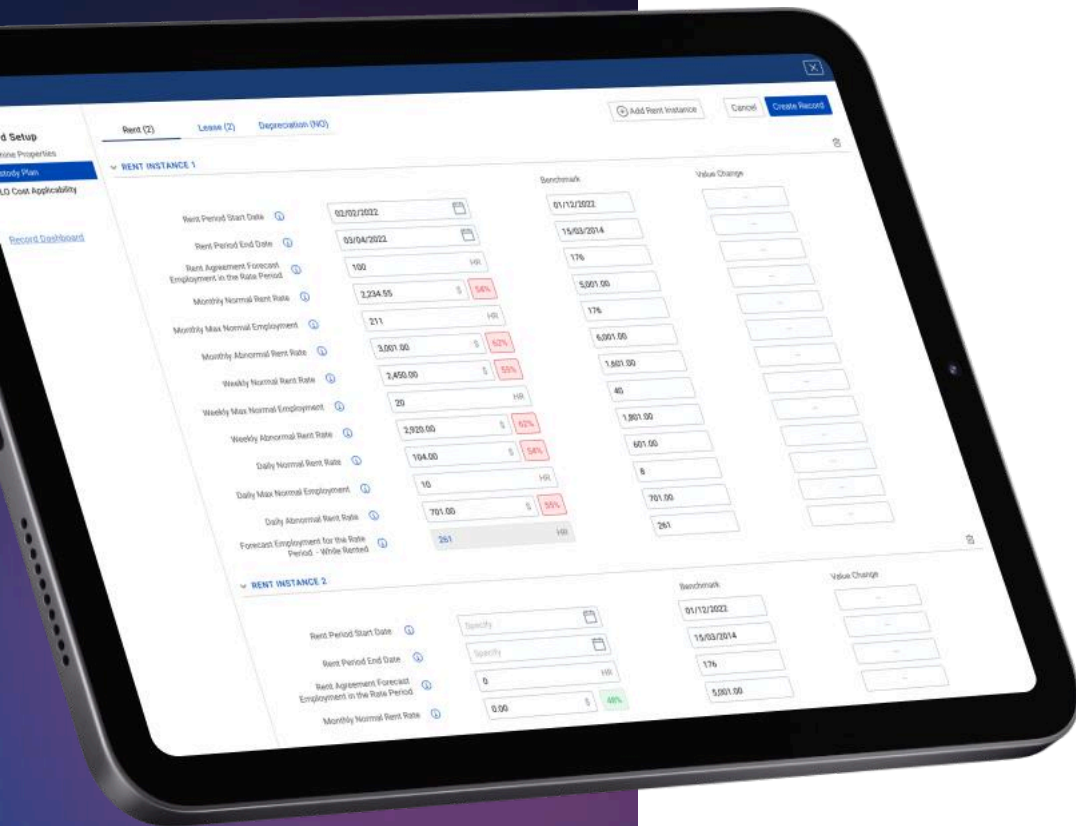 d Setup
hine Properties
stody Plan
LO Cost Applicability
Record Dashboard
Rent (2) Lease (2) Depreciation (NO)
Add Rent Instance Cancel Create Record
RENT INSTANCE 1
Benchmark Value Change
Rent Period Start Date 02/02/2022 01/12/2022 --
Rent Period End Date 03/04/2022 15/03/2014 --
Rent Agreement Forecast
Employment in the Rate Period 100 HR 176 --
Monthly Normal Rent Rate 2,234.55 $ 54% 5,001.00 --
Monthly Max Normal Employment 211 HR 176 --
Monthly Abnormal Rent Rate 3,001.00 $ 62% 6,001.00 --
Weekly Normal Rent Rate 2,450.00 $ 55% 1,601.00 --
Weekly Max Normal Employment 20 HR 40 --
Weekly Abnormal Rent Rate 2,920.00 $ 62% 1,801.00 --
Daily Normal Rent Rate 104.00 $ 54% 601.00 --
Daily Max Normal Employment 10 HR 8 --
Daily Abnormal Rent Rate 701.00 $ 55% 701.00 --
Forecast Employment for the Rate
Period - While Rented 261 HR 261 --
RENT INSTANCE 2
Benchmark Value Change
Rent Period Start Date Specify 01/12/2022 --
Rent Period End Date Specify 15/03/2014 --
Rent Agreement Forecast
Employment in the Rate Period 0 HR 176 --
Monthly Normal Rent Rate 0.00 $ 48% 5,001.00 --